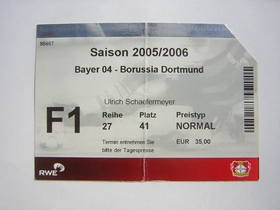 Saison 2005/2006
Bayer 04 - Borussia Dortmund
Ulrich Schaefermeyer
F1
Reihe Platz Preistyp
27 41 NORMAL
Termin entnehmen Sie EUR 35,00
bitte der Tagespresse
RWE